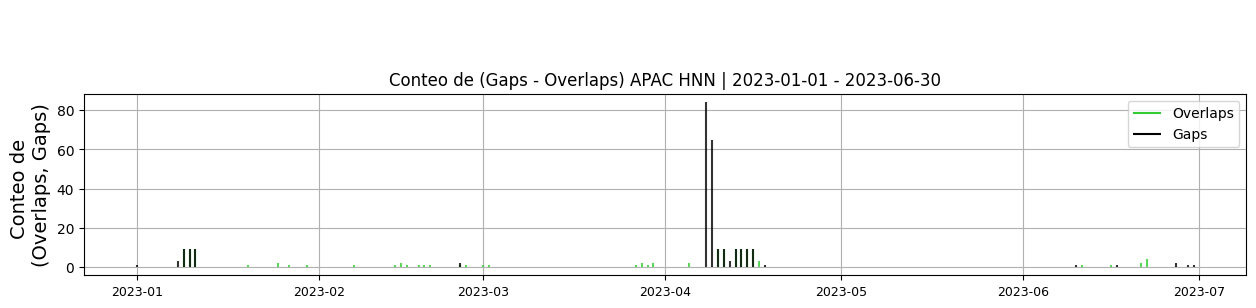 Conteo de (Gaps - Overlaps) APAC HNN | 2023-01-01 - 2023-06-30
Conteo de
(Overlaps, Gaps)
80
60
40
20
0
Overlaps
Gaps
2023-01
2023-02
2023-03
2023-04
2023-05
2023-06
2023-07